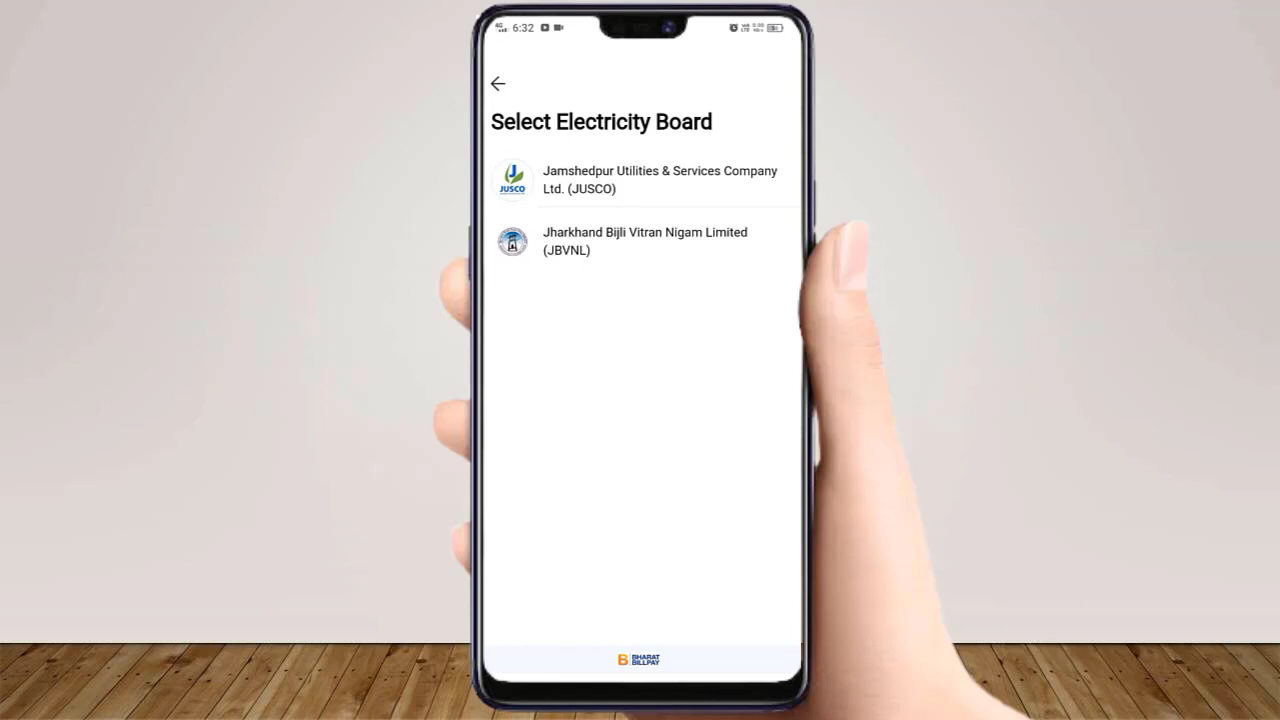 4G 6:32
Select Electricity Board
JUSCO
Jamshedpur Utilities & Services Company
Ltd. (JUSCO)
Jharkhand Bijli Vitran Nigam Limited
(JBVNL)
B BHARAT
BILLPAY